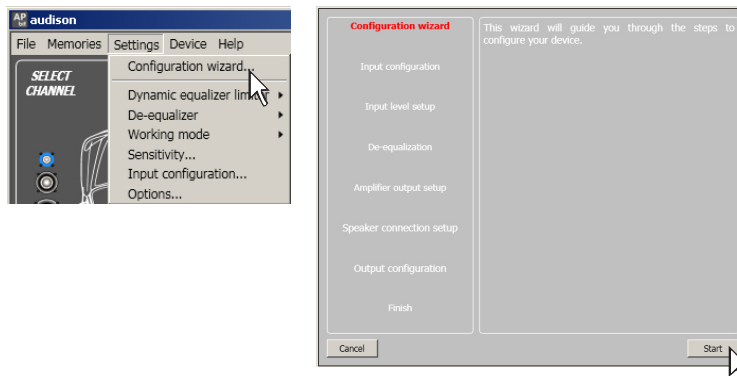 AP bit audison
File Memories Settings Device Help
SELECT
CHANNEL
Configuration wizard...
Dynamic equalizer limiter
De-equalizer
Working mode
Sensitivity...
Input configuration...
Options...
Configuration wizard
Input configuration
Input level setup
De-equalization
Amplifier output setup
Speaker connection setup
Output configuration
Finish
This wizard will guide you through the steps to
configure your device.
Cancel
Start